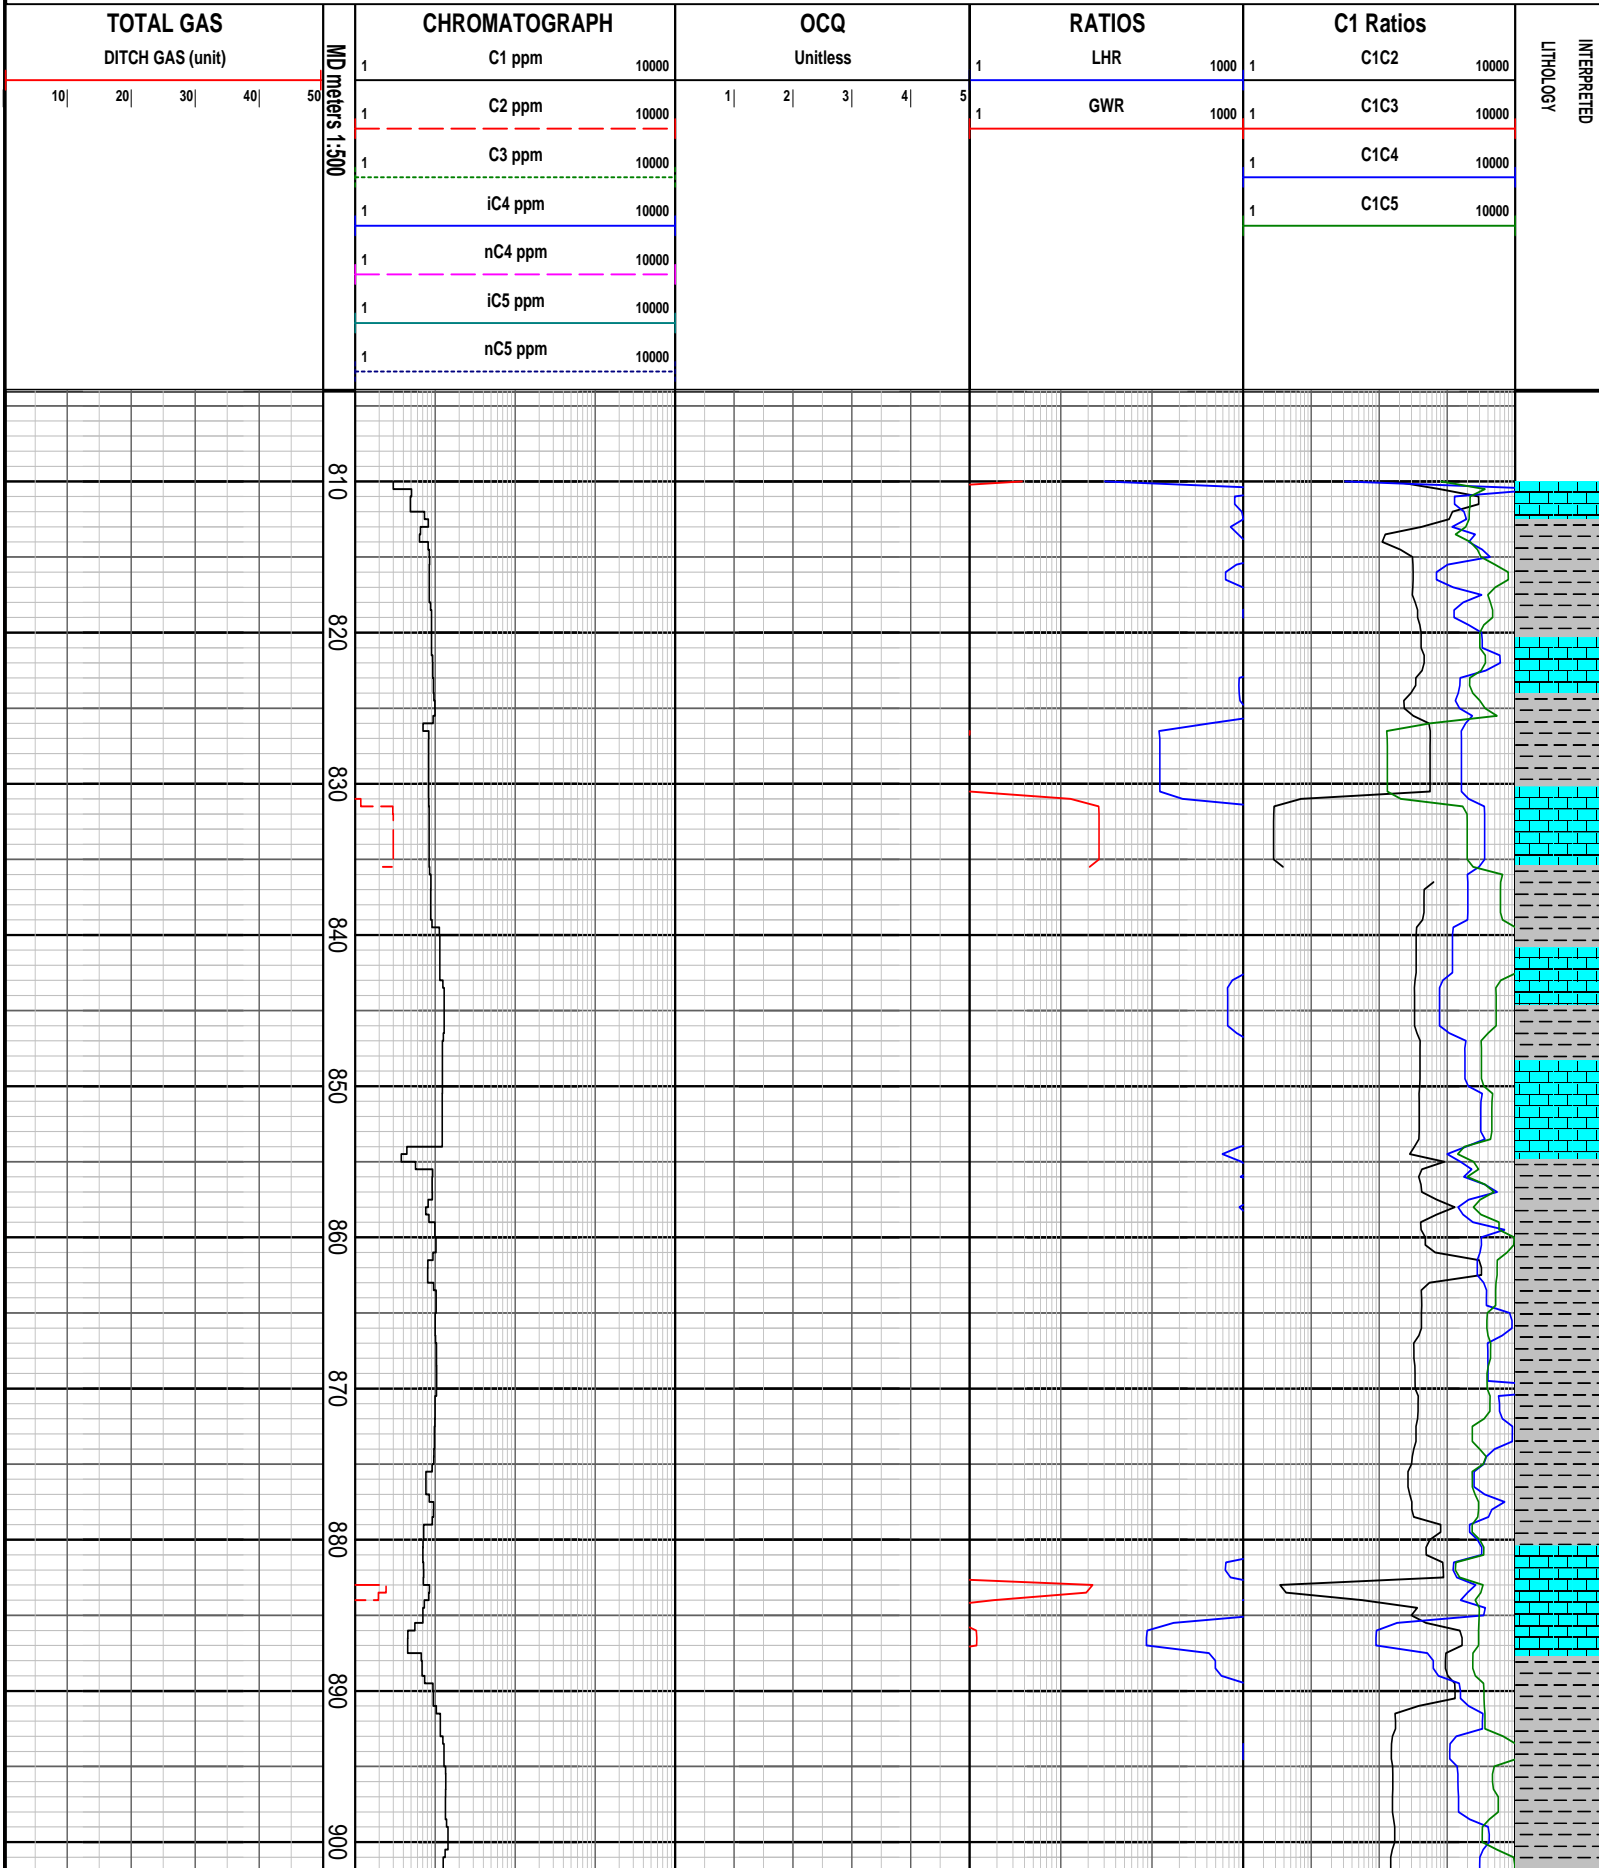 TOTAL GAS
DITCH GAS (unit)
10 20 30 40 50
MD meters 1:500
CHROMATOGRAPH
1 C1 ppm 10000
1 C2 ppm 10000
1 C3 ppm 10000
1 iC4 ppm 10000
1 nC4 ppm 10000
1 iC5 ppm 10000
1 nC5 ppm 10000
OCQ
Unitless
1 2 3 4 5
RATIOS
1 LHR 1000
1 GWR 1000
C1 Ratios
1 C1C2 10000
1 C1C3 10000
1 C1C4 10000
1 C1C5 10000
INTERPRETED
LITHOLOGY
810
820
830
840
850
860
870
880
890
900